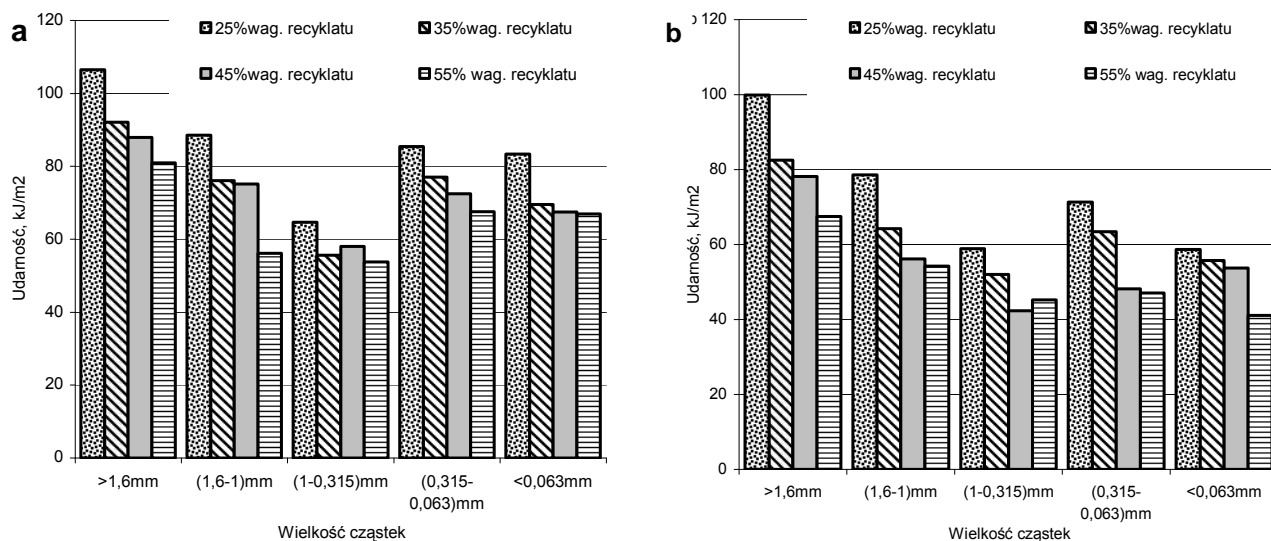 a
120
100
80
60
40
20
0
Udarność, kJ/m2
25%wag. recyklatu 35%wag. recyklatu
45%wag. recyklatu 55% wag. recyklatu
>1,6mm (1,6-1)mm (1-0,315)mm (0,315-0,063)mm <0,063mm
Wielkość cząstek
b
120
100
80
60
40
20
0
Udarność, kJ/m2
25%wag. recyklatu 35%wag. recyklatu
45%wag. recyklatu 55% wag. recyklatu
>1,6mm (1,6-1)mm (1-0,315)mm (0,315-0,063)mm <0,063mm
Wielkość cząstek